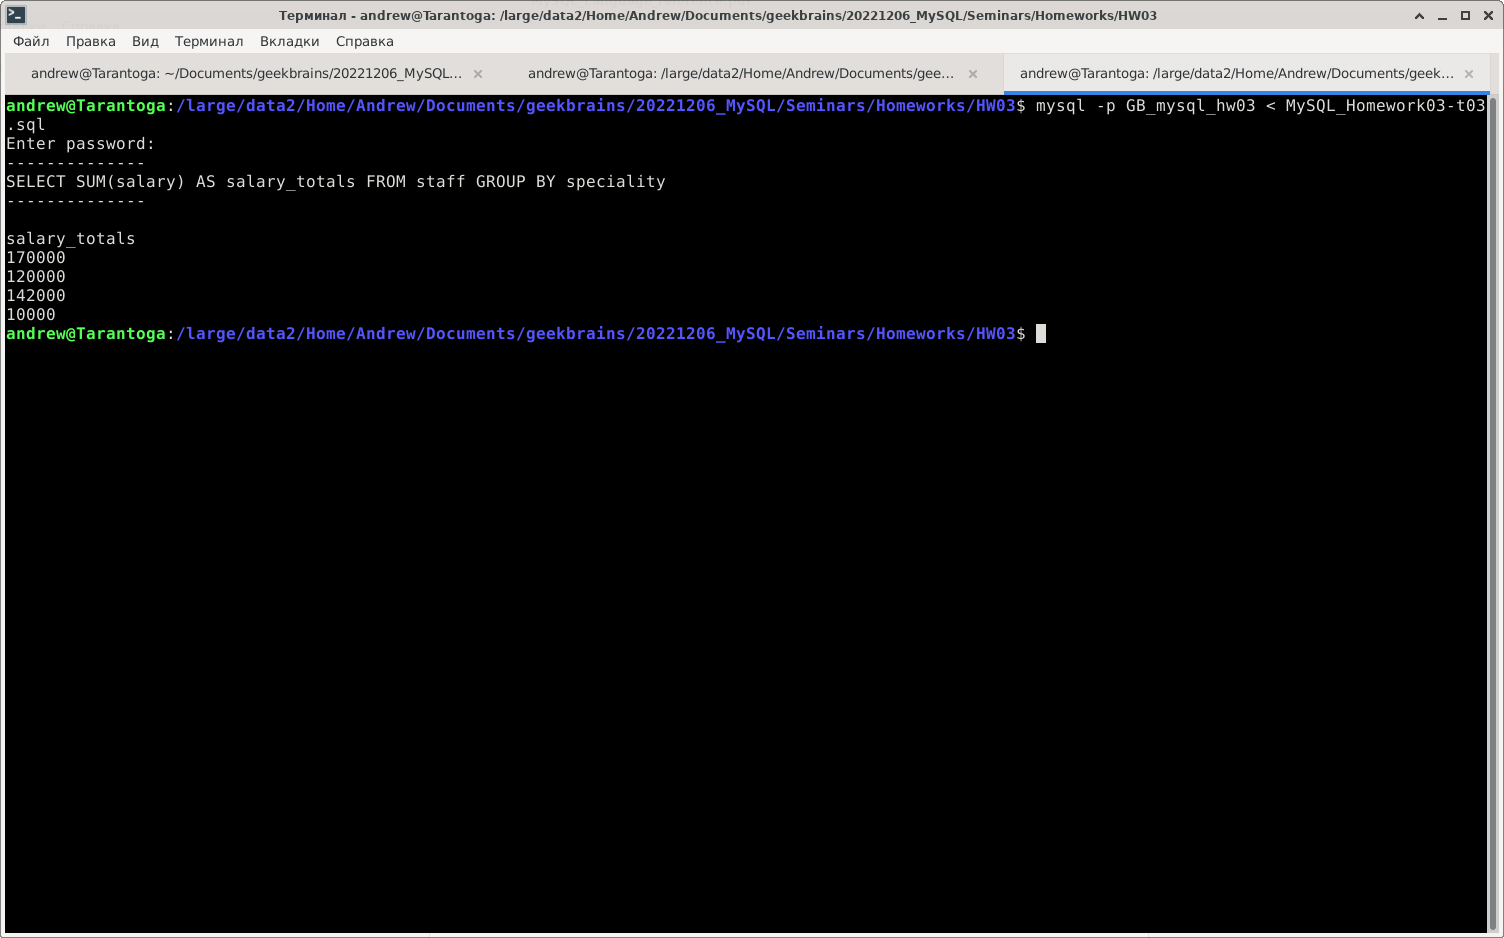 Терминал - andrew@Tarantoga: /large/data2/Home/Andrew/Documents/geekbrains/20221206_MySQL/Seminars/Homeworks/HW03
Файл Правка Вид Терминал Вкладки Справка
andrew@Tarantoga: ~/Documents/geekbrains/20221206_MySQL... andrew@Tarantoga: /large/data2/Home/Andrew/Documents/gee... andrew@Tarantoga: /large/data2/Home/Andrew/Documents/geek...
andrew@Tarantoga:/large/data2/Home/Andrew/Documents/geekbrains/20221206_MySQL/Seminars/Homeworks/HW03$ mysql -p GB_mysql_hw03 < MySQL_Homework03-t03
.sql
Enter password:
--------------
SELECT SUM(salary) AS salary_totals FROM staff GROUP BY speciality
--------------
salary_totals
170000
120000
142000
10000
andrew@Tarantoga:/large/data2/Home/Andrew/Documents/geekbrains/20221206_MySQL/Seminars/Homeworks/HW03$